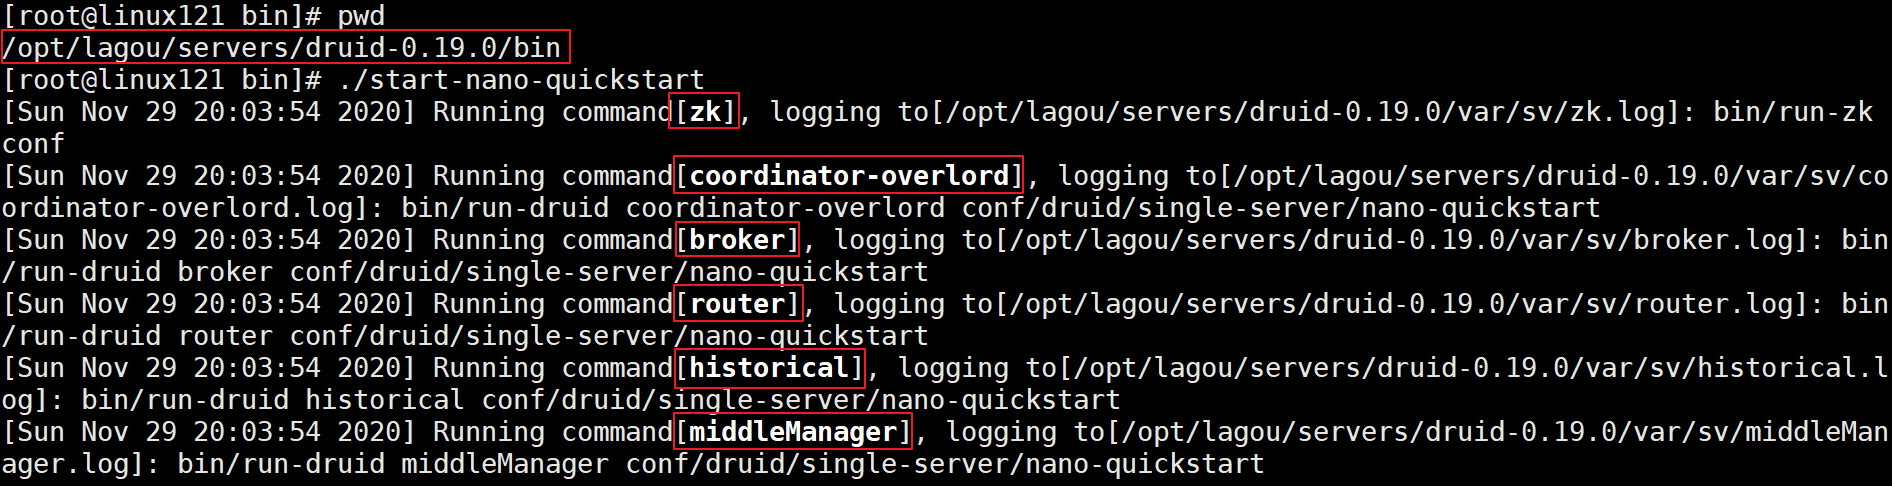 [root@linux121 bin]# pwd
/opt/lagou/servers/druid-0.19.0/bin
[root@linux121 bin]# ./start-nano-quickstart
[Sun Nov 29 20:03:54 2020] Running command[zk], logging to[/opt/lagou/servers/druid-0.19.0/var/sv/zk.log]: bin/run-zk
conf
[Sun Nov 29 20:03:54 2020] Running command[coordinator-overlord], logging to[/opt/lagou/servers/druid-0.19.0/var/sv/co
ordinator-overlord.log]: bin/run-druid coordinator-overlord conf/druid/single-server/nano-quickstart
[Sun Nov 29 20:03:54 2020] Running command[broker], logging to[/opt/lagou/servers/druid-0.19.0/var/sv/broker.log]: bin
/run-druid broker conf/druid/single-server/nano-quickstart
[Sun Nov 29 20:03:54 2020] Running command[router], logging to[/opt/lagou/servers/druid-0.19.0/var/sv/router.log]: bin
/run-druid router conf/druid/single-server/nano-quickstart
[Sun Nov 29 20:03:54 2020] Running command[historical], logging to[/opt/lagou/servers/druid-0.19.0/var/sv/historical.l
og]: bin/run-druid historical conf/druid/single-server/nano-quickstart
[Sun Nov 29 20:03:54 2020] Running command[middleManager], logging to[/opt/lagou/servers/druid-0.19.0/var/sv/middleMan
ager.log]: bin/run-druid middleManager conf/druid/single-server/nano-quickstart